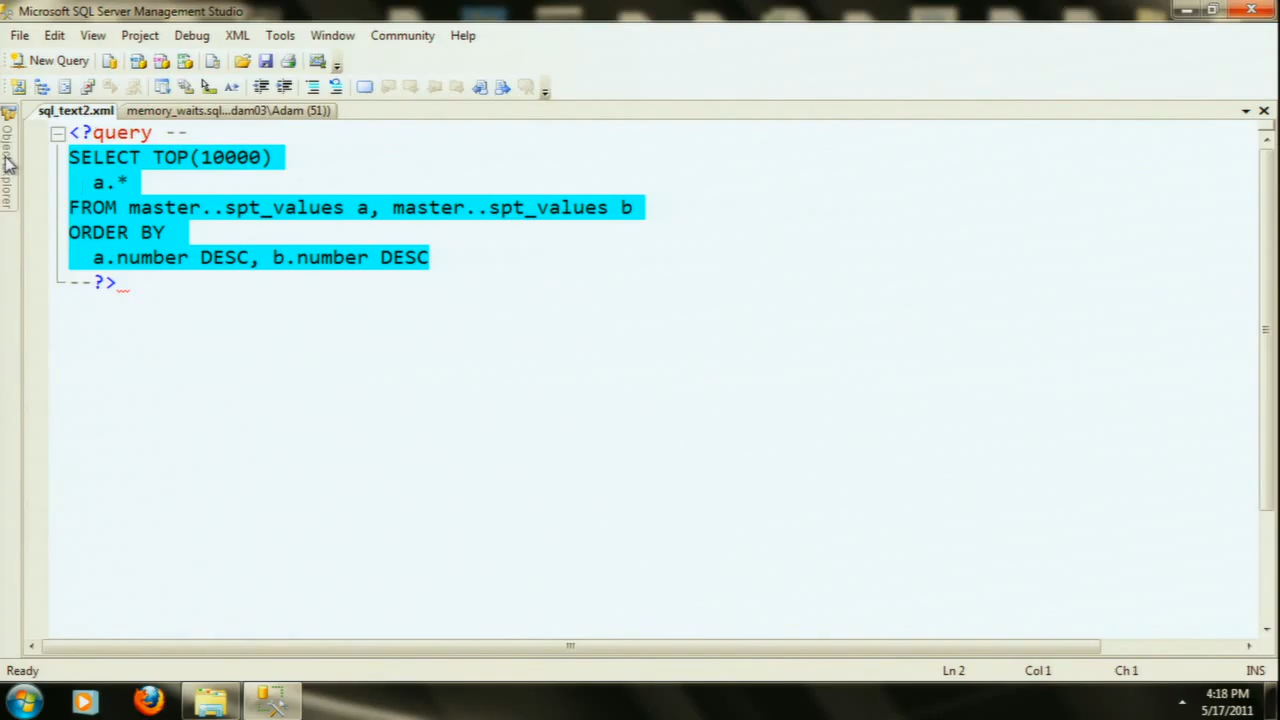 Microsoft SQL Server Management Studio
File Edit View Project Debug XML Tools Window Community Help
New Query
sql_text2.xml memory_waits.sql...dam03\Adam (51))
Object Explorer
<?query --
SELECT TOP(10000)
a.*
FROM master..spt_values a, master..spt_values b
ORDER BY
a.number DESC, b.number DESC
--?>
Ready Ln 2 Col 1 Ch 1 INS
4:18 PM
5/17/2011